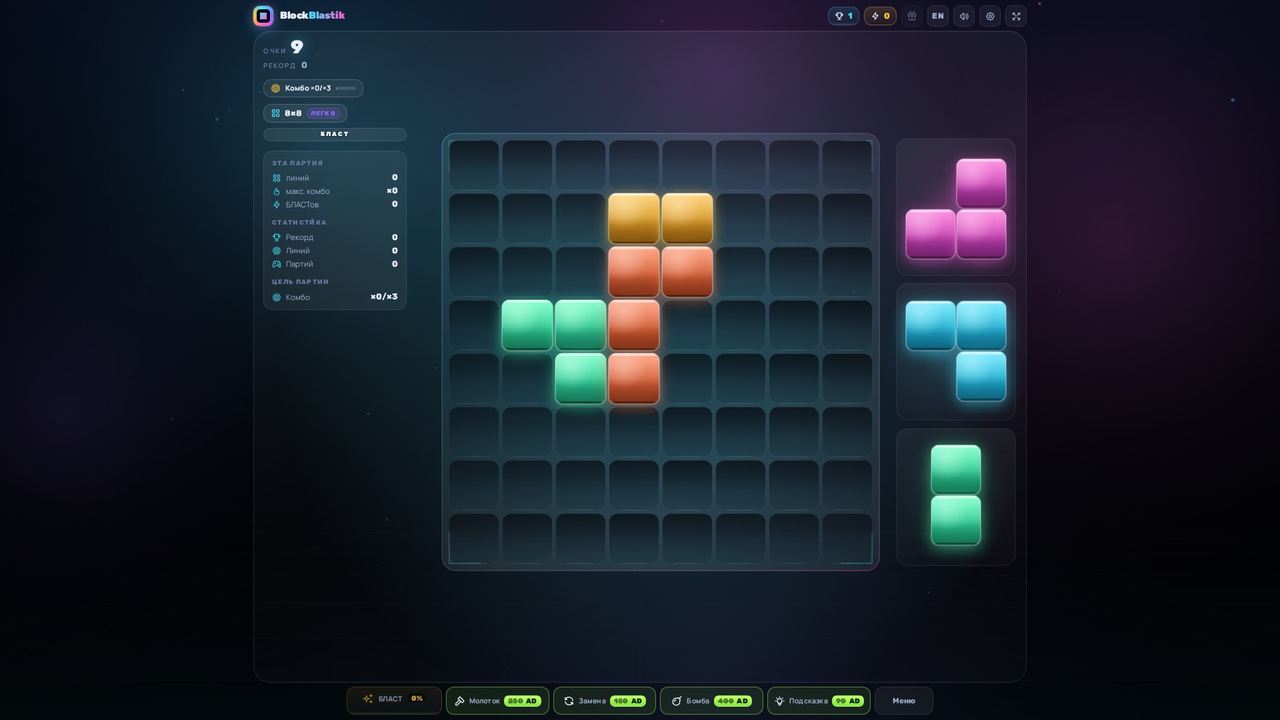 BlockBlastik
1
0
EN
ОЧКИ 9
РЕКОРД 0
Комбо ×0/×3
8×8 ЛЕГКО
БЛАСТ
ЭТА ПАРТИЯ
линий 0
макс. комбо ×0
БЛАСТов 0
СТАТИСТИКА
Рекорд 0
Линий 0
Партий 0
ЦЕЛЬ ПАРТИИ
Комбо ×0/×3
БЛАСТ 0%
Молоток 250 AD
Замена 150 AD
Бомба 400 AD
Подсказка 90 AD
Меню